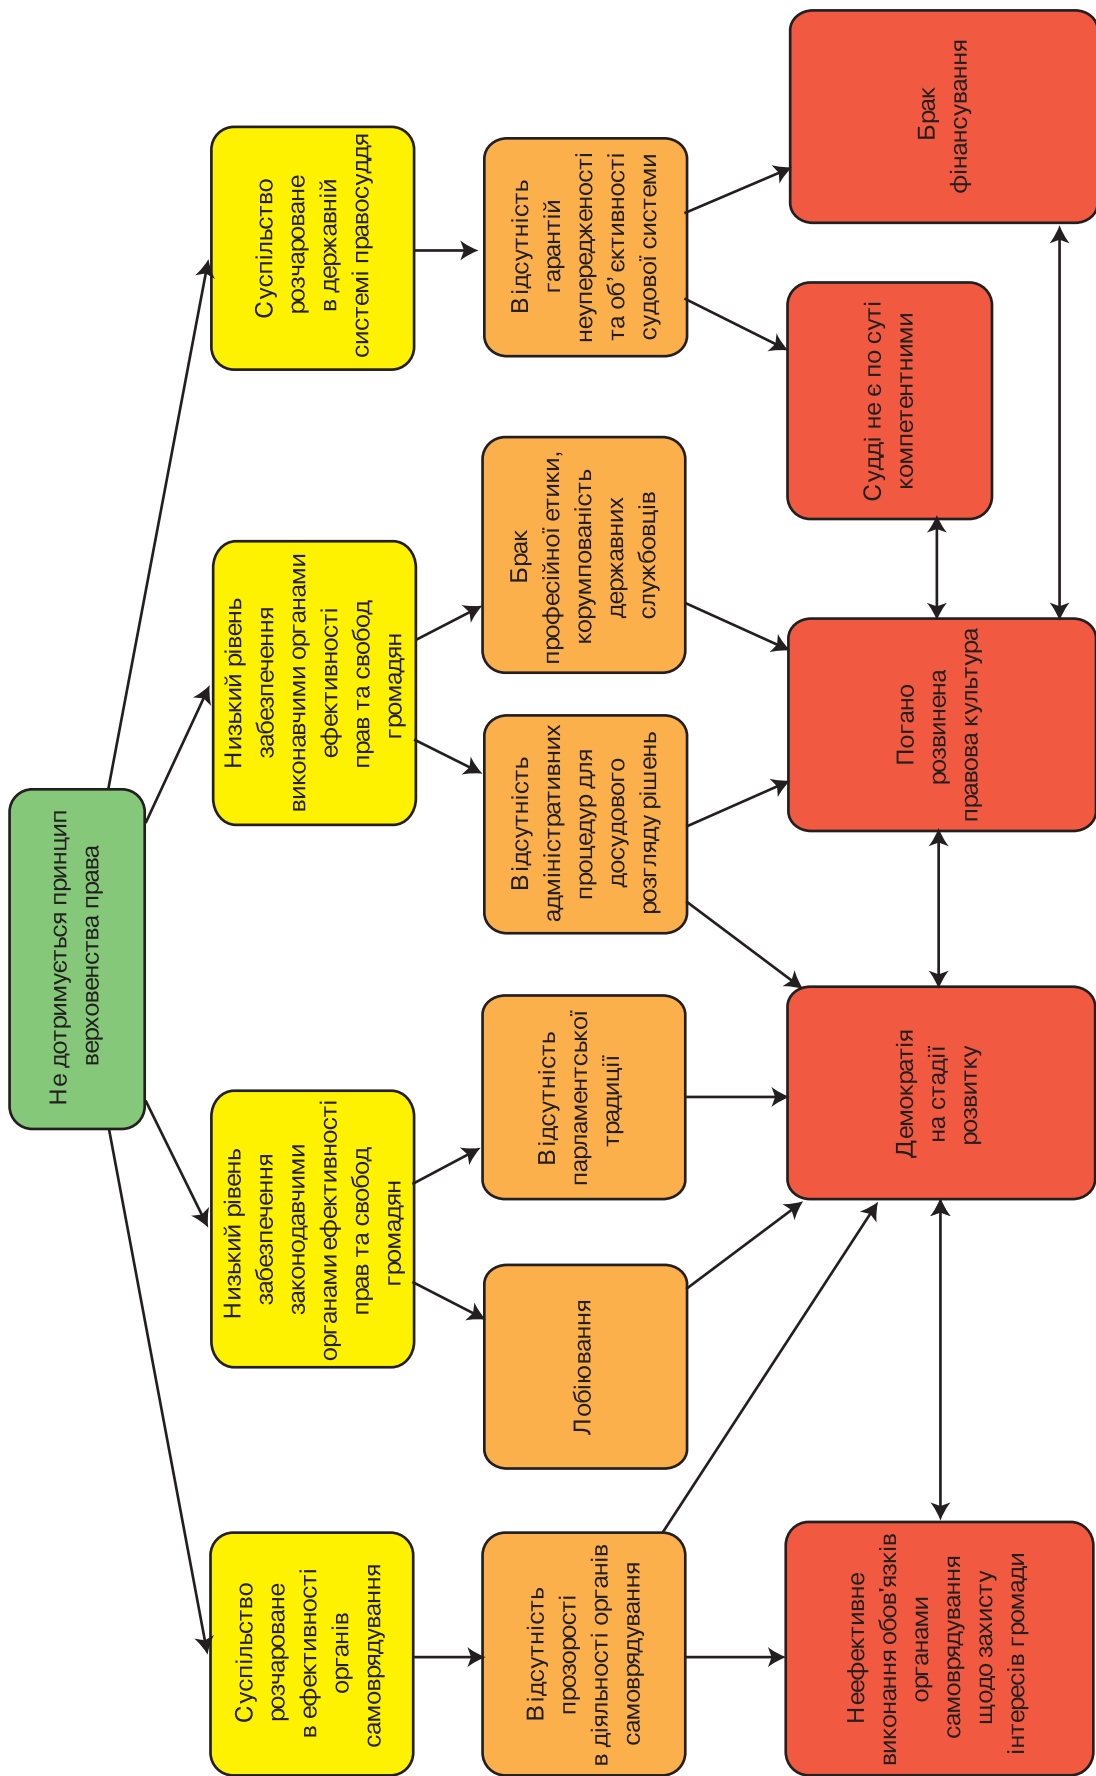 Не дотримується принцип
верховенства права
Суспільство
розчароване
в ефективності
органів
самоврядування
Низький рівень
забезпечення
законодавчими
органами ефективності
прав та свобод
громадян
Низький рівень
забезпечення
виконавчими органами
ефективності
прав та свобод
громадян
Суспільство
розчароване
в державній
системі правосуддя
Відсутність
прозорості
в діяльності органів
самоврядування
Лобіювання
Відсутність
парламентської
традиції
Відсутність
адміністративних
процедур для
досудового
розгляду рішень
Брак
професійної етики,
корумпованість
державних
службовців
Відсутність
гарантій
неупередженості
та об’ єктивності
судової системи
Неефективне
виконання обов’язків
органами
самоврядування
щодо захисту
інтересів громади
Демократія
на стадії
розвитку
Погано
розвинена
правова культура
Судді не є по суті
компетентними
Брак
фінансування